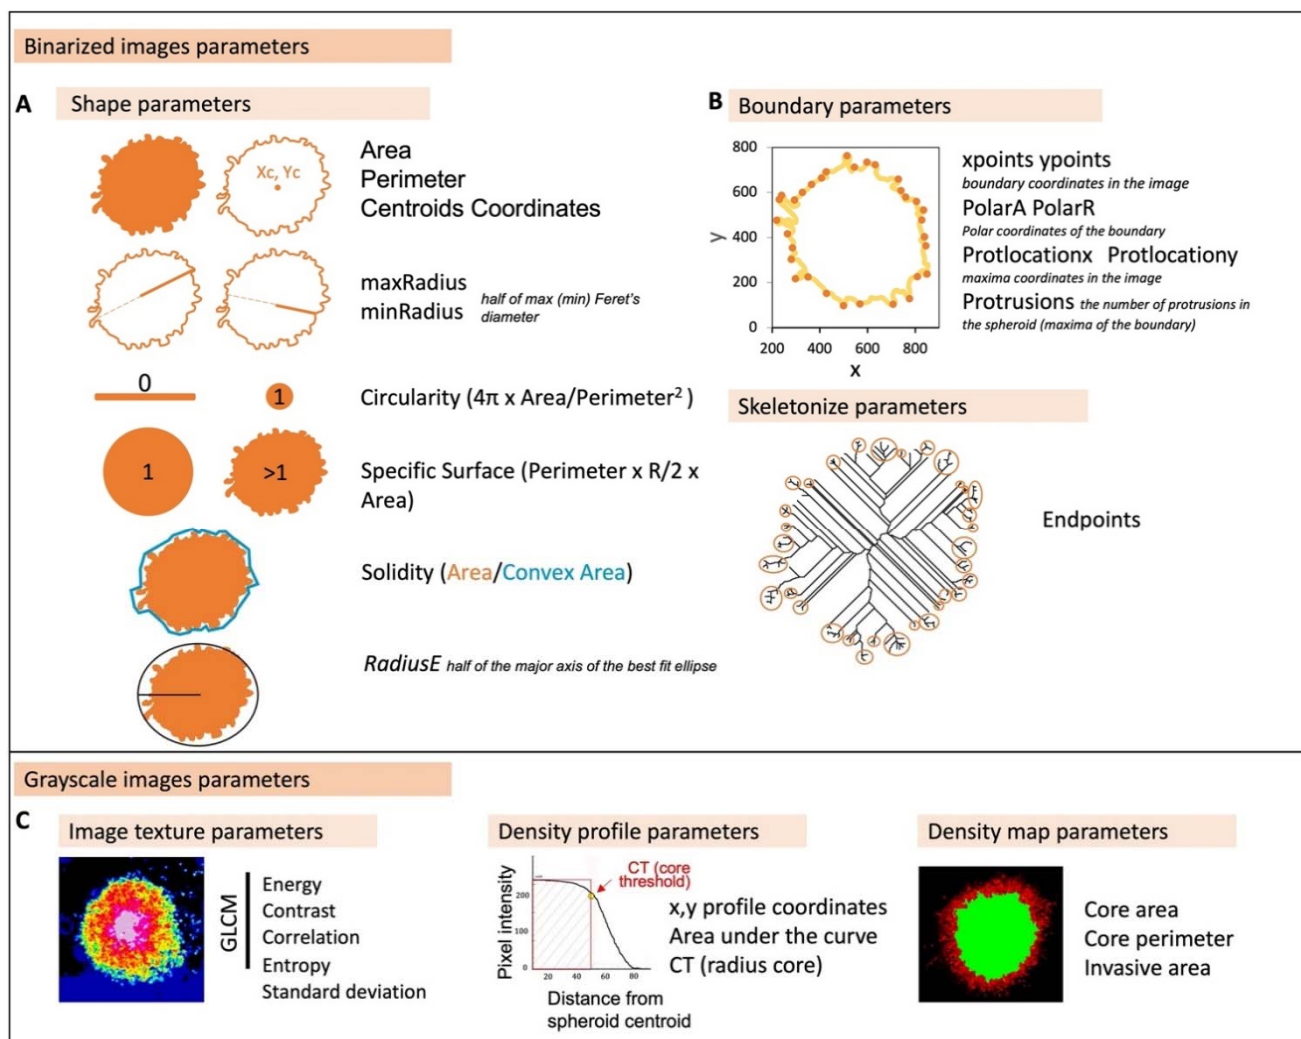 Binarized images parameters
A
Shape parameters
Xc, Yc
Area
Perimeter
Centroids Coordinates
maxRadius
minRadius
half of max (min) Feret's
diameter
0
1
Circularity (4π x Area/Perimeter² )
1
>1
Specific Surface (Perimeter x R/2 x
Area)
Solidity (Area/Convex Area)
RadiusE half of the major axis of the best fit ellipse
B
Boundary parameters
800
600
400
200
0
y
200
400
600
800
x
xpoints ypoints
boundary coordinates in the image
PolarA PolarR
Polar coordinates of the boundary
Protlocationx Protlocationy
maxima coordinates in the image
Protrusions the number of protrusions in
the spheroid (maxima of the boundary)
Skeletonize parameters
Endpoints
Grayscale images parameters
C
Image texture parameters
GLCM
Energy
Contrast
Correlation
Entropy
Standard deviation
Density profile parameters
Pixel intensity
200
100
0
20
40
60
80
CT (core
threshold)
Distance from
spheroid centroid
x,y profile coordinates
Area under the curve
CT (radius core)
Density map parameters
Core area
Core perimeter
Invasive area